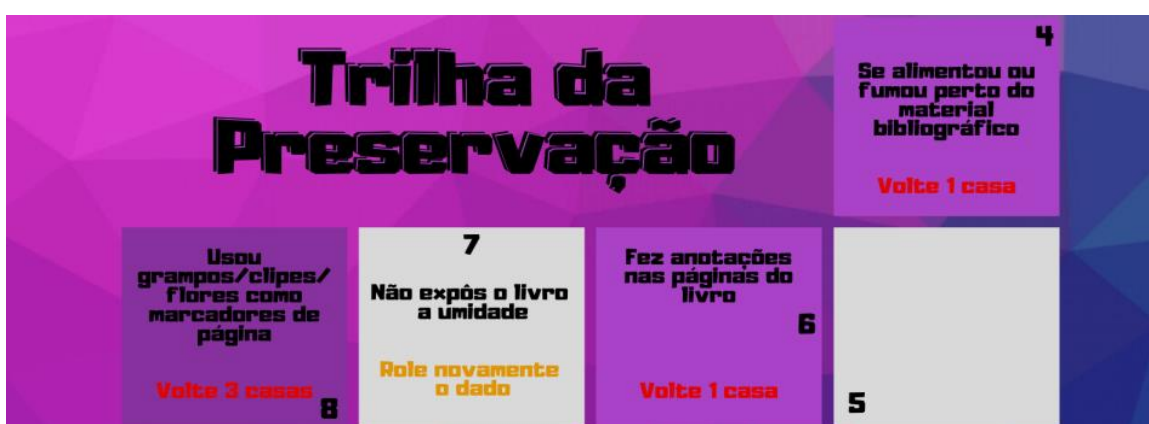 Trilha da
Preservação
4
Se alimentou ou
fumou perto do
material
bibliográfico
Volte 1 casa
Usou
grampos/clipes/
flores como
marcadores de
página
Volte 3 casas
8
7
Não expôs o livro
a umidade
Role novamente
o dado
Fez anotações
nas páginas do
livro
6
Volte 1 casa
5